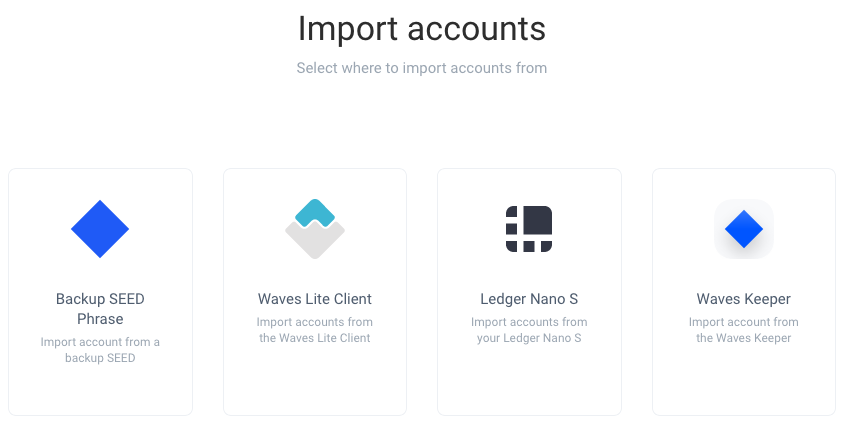 Import accounts
Select where to import accounts from
Backup SEED
Phrase
Import account from a
backup SEED
Waves Lite Client
Import accounts from
the Waves Lite Client
Ledger Nano S
Import accounts from
your Ledger Nano S
Waves Keeper
Import account from
the Waves Keeper